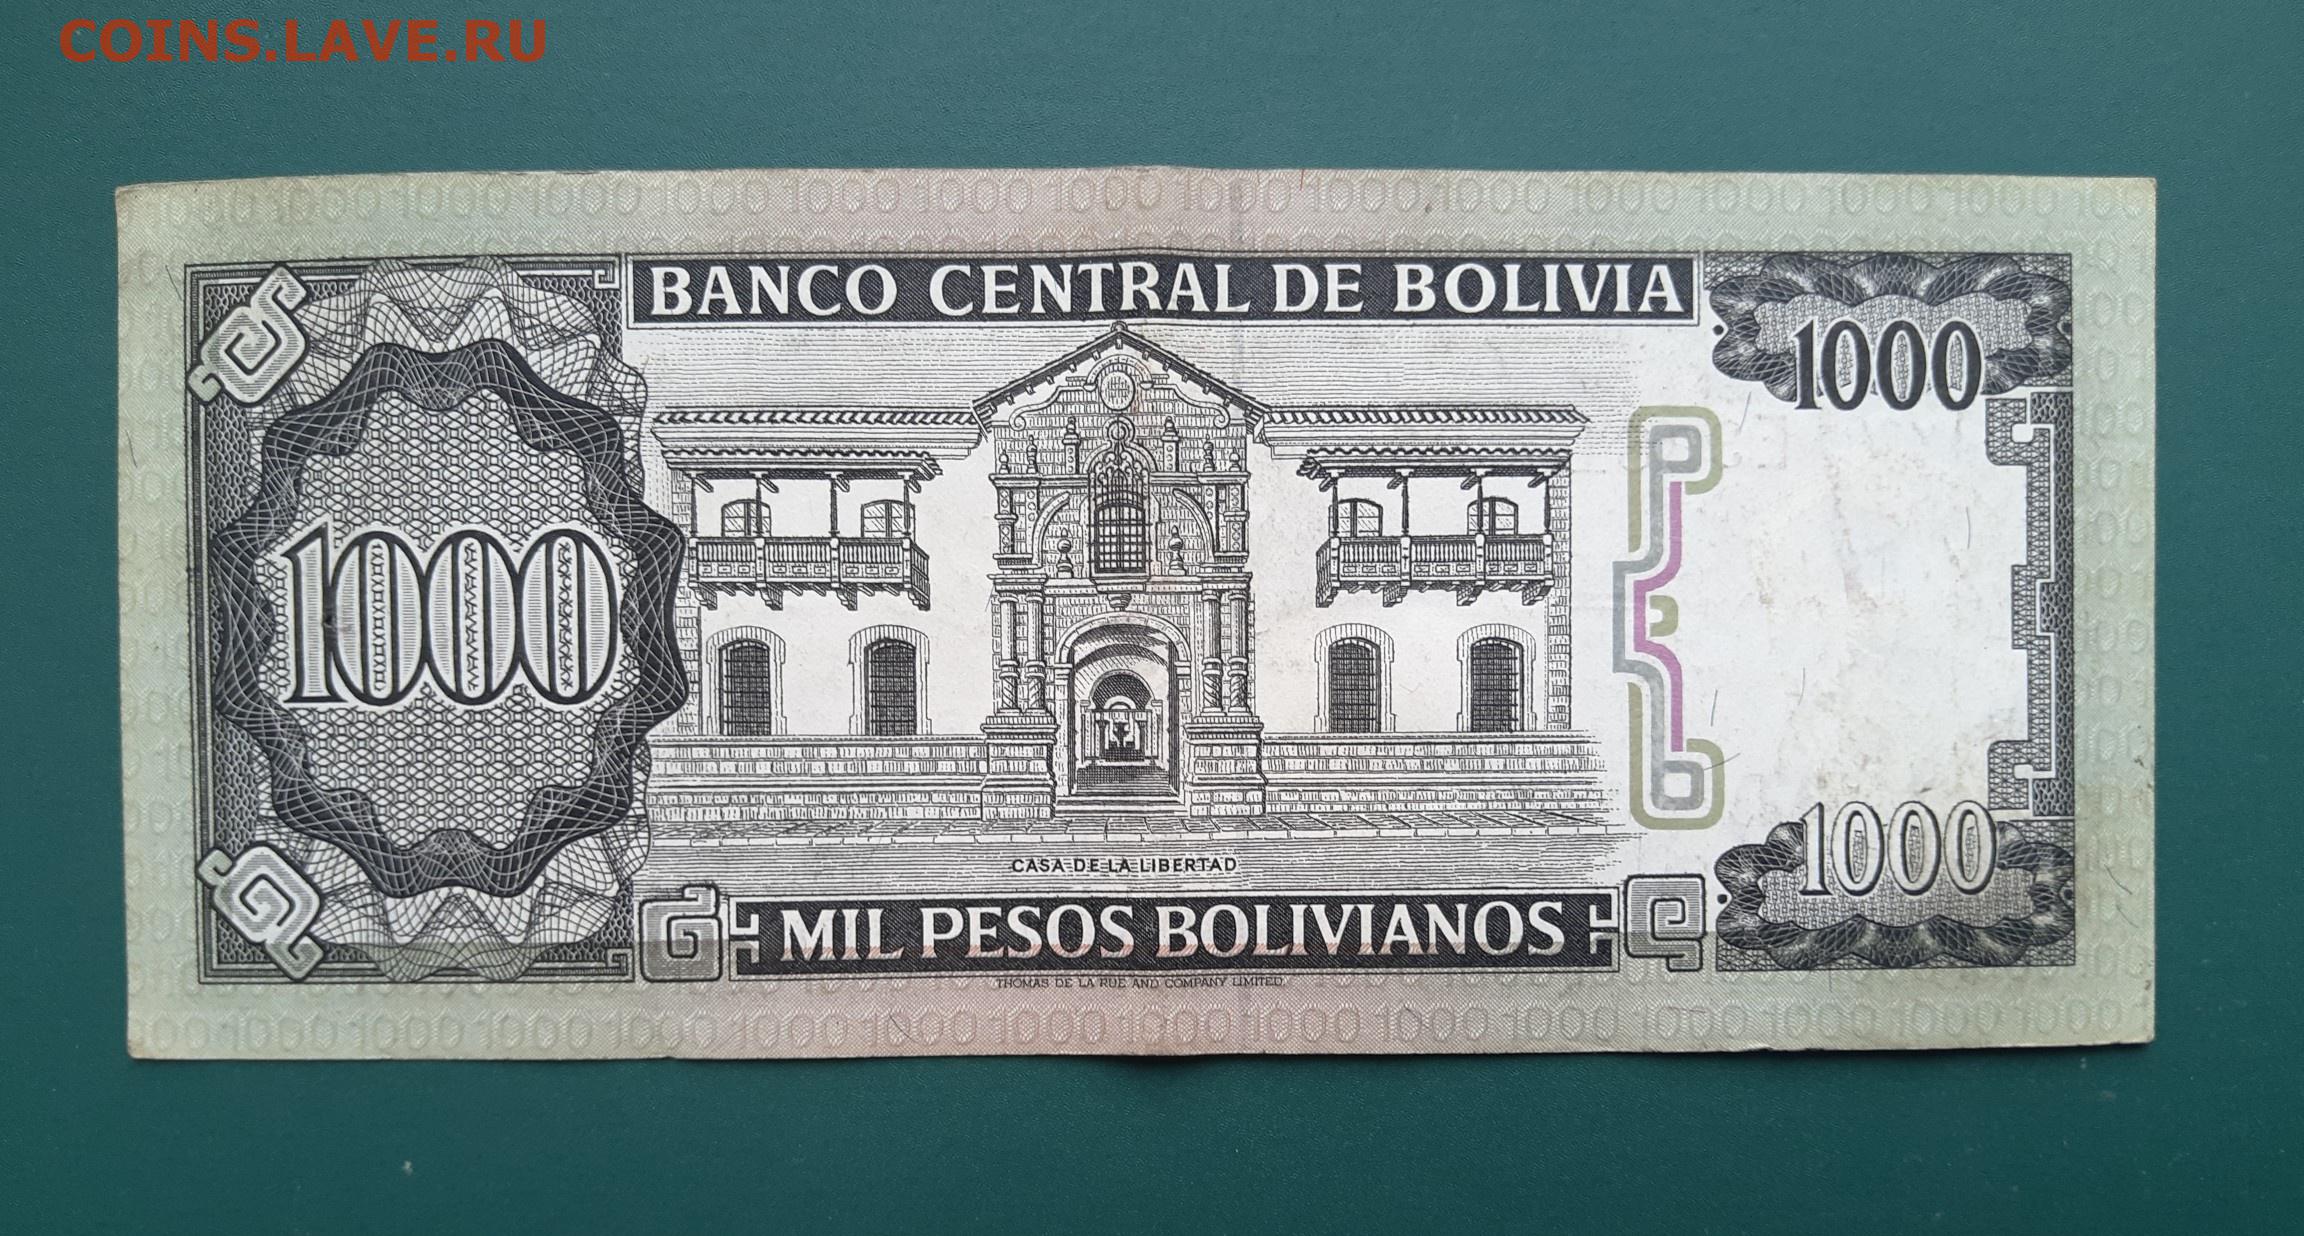 COINS.LAVE.RU
BANCO CENTRAL DE BOLIVIA
1000
1000
CASA DE LA LIBERTAD
1000
MIL PESOS BOLIVIANOS
THOMAS DE LA RUE AND COMPANY LIMITED.